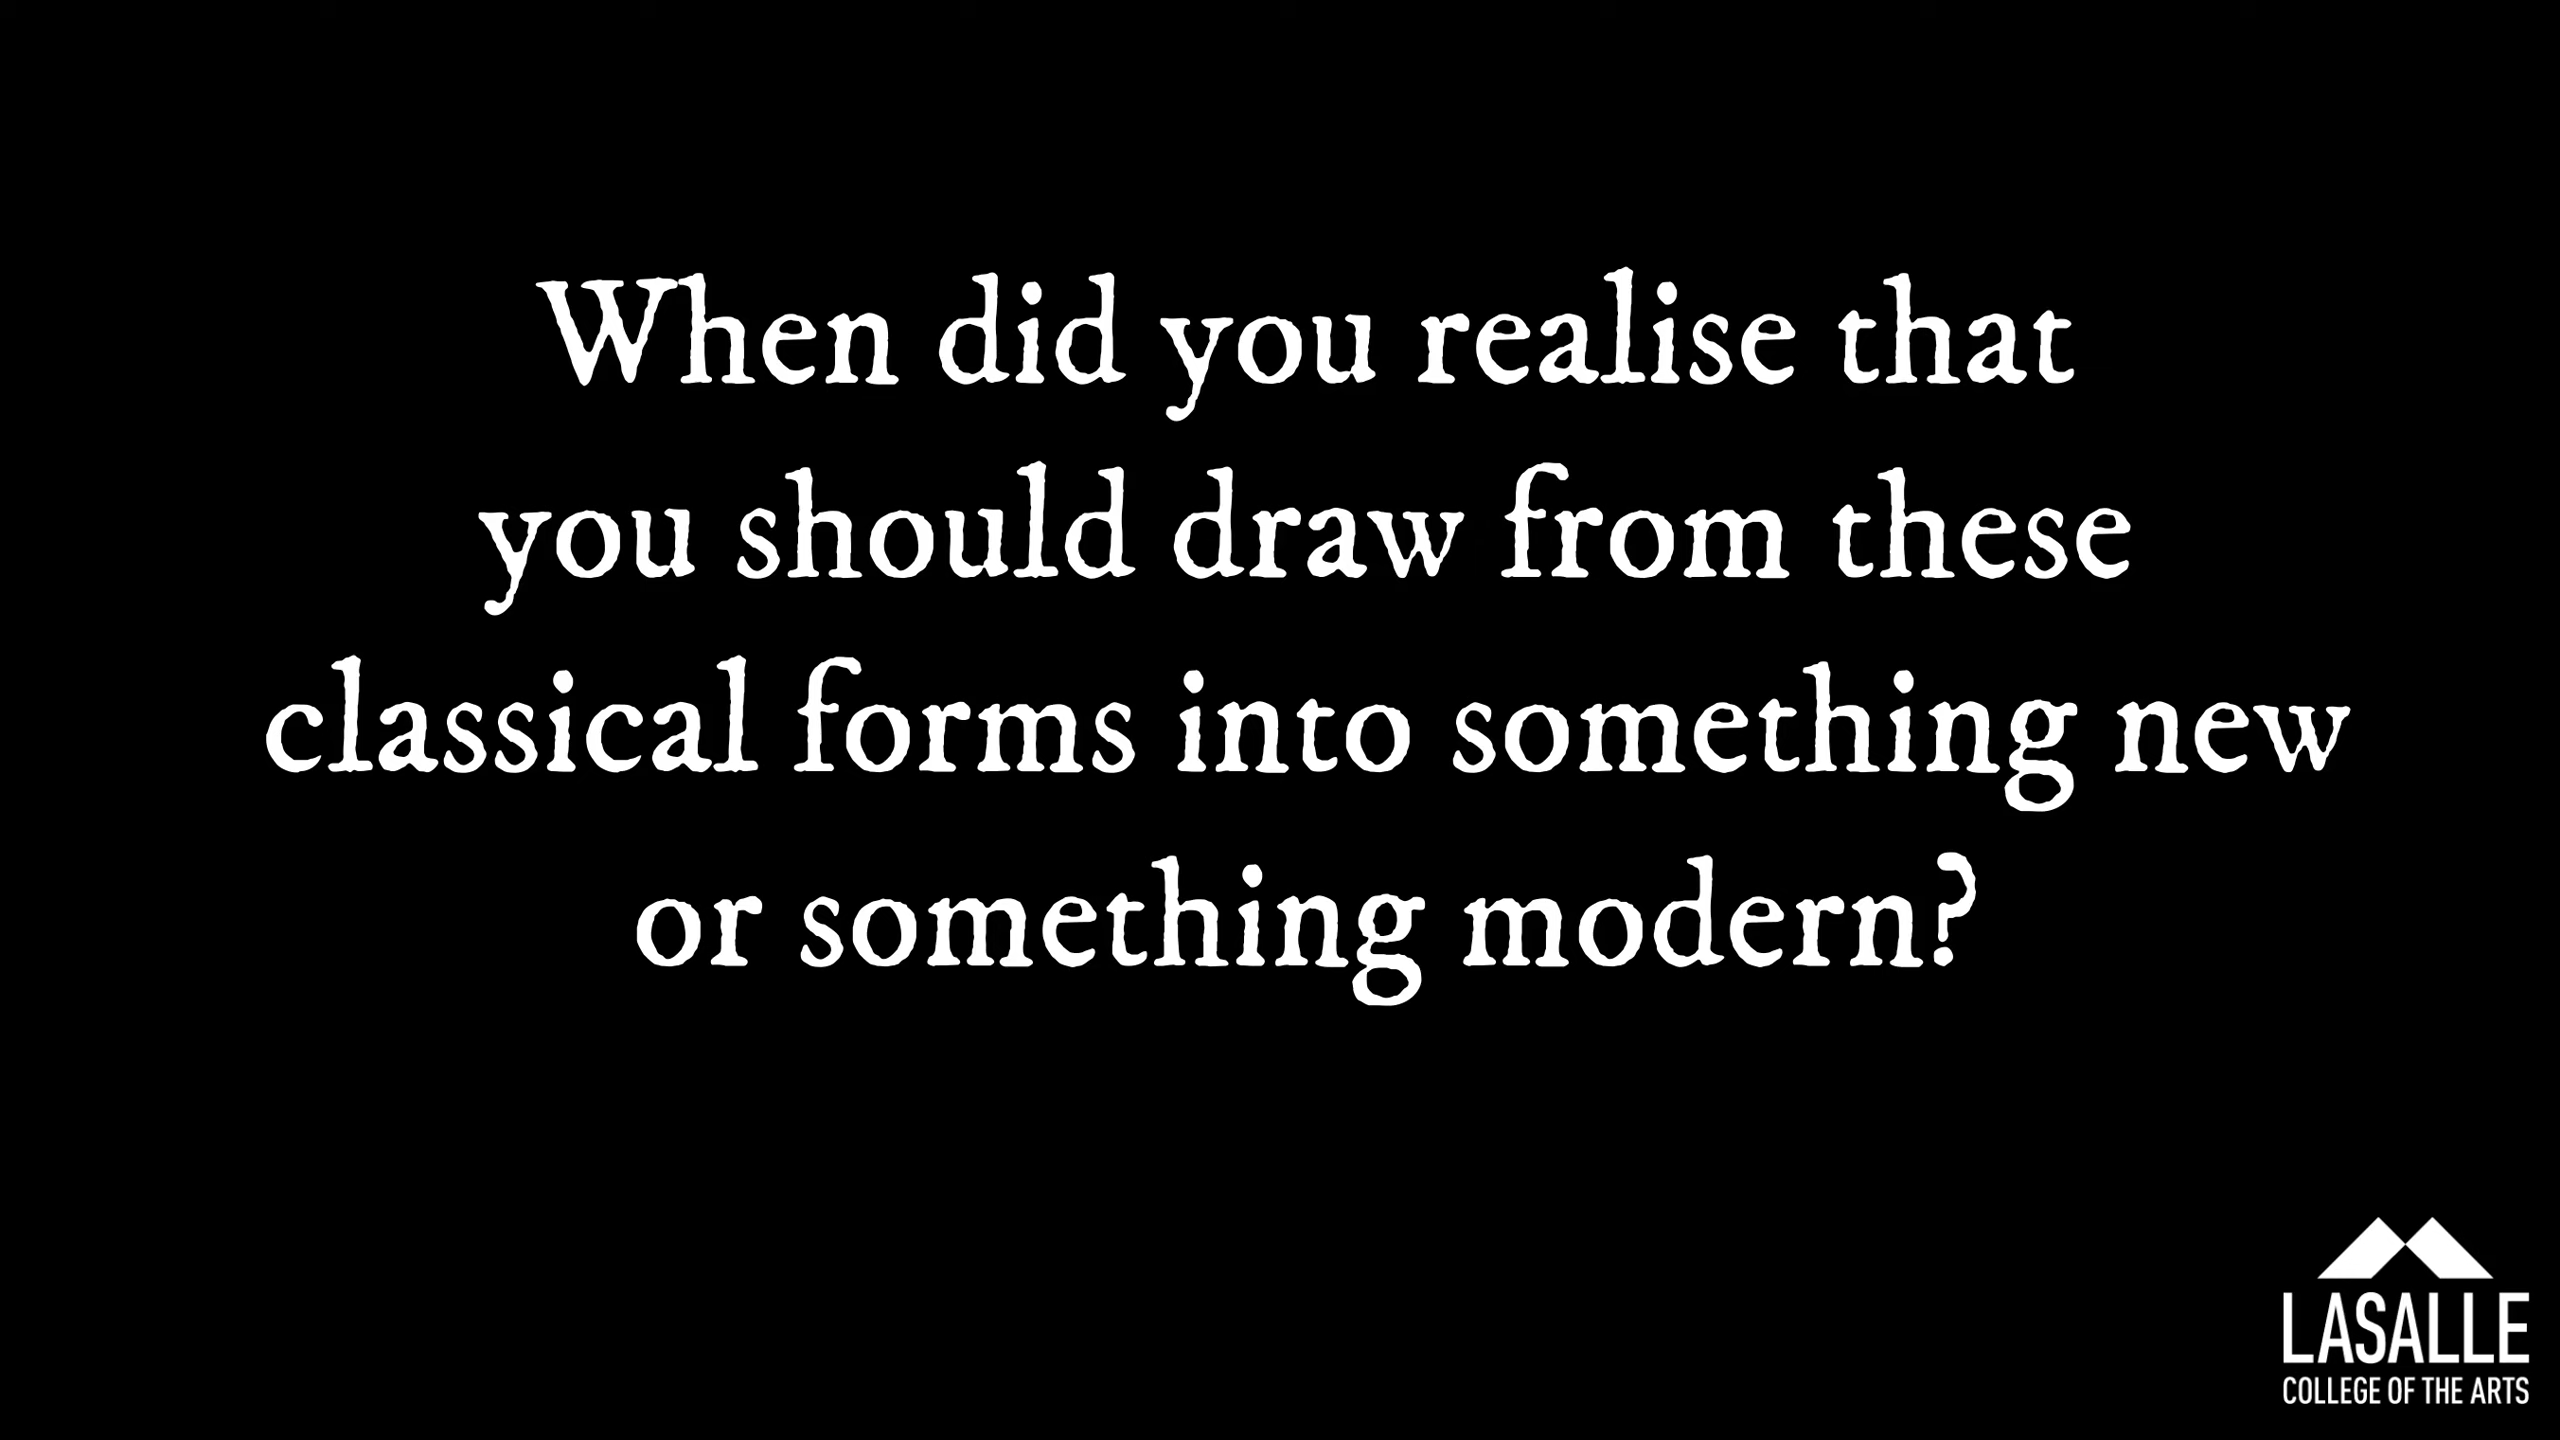 When did you realise that
you should draw from these
classical forms into something new
or something modern?
LASALLE
COLLEGE OF THE ARTS